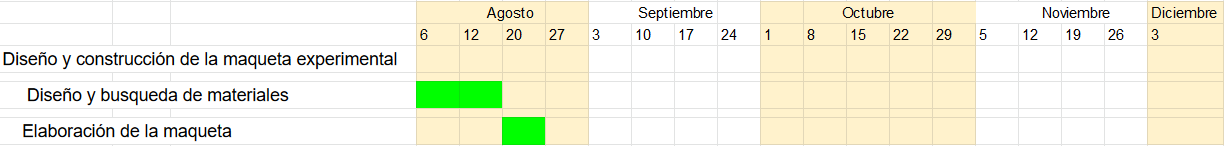 Agosto Septiembre Octubre Noviembre Diciembre
6 12 20 27 3 10 17 24 1 8 15 22 29 5 12 19 26 3
Diseño y construcción de la maqueta experimental
Diseño y busqueda de materiales
Elaboración de la maqueta